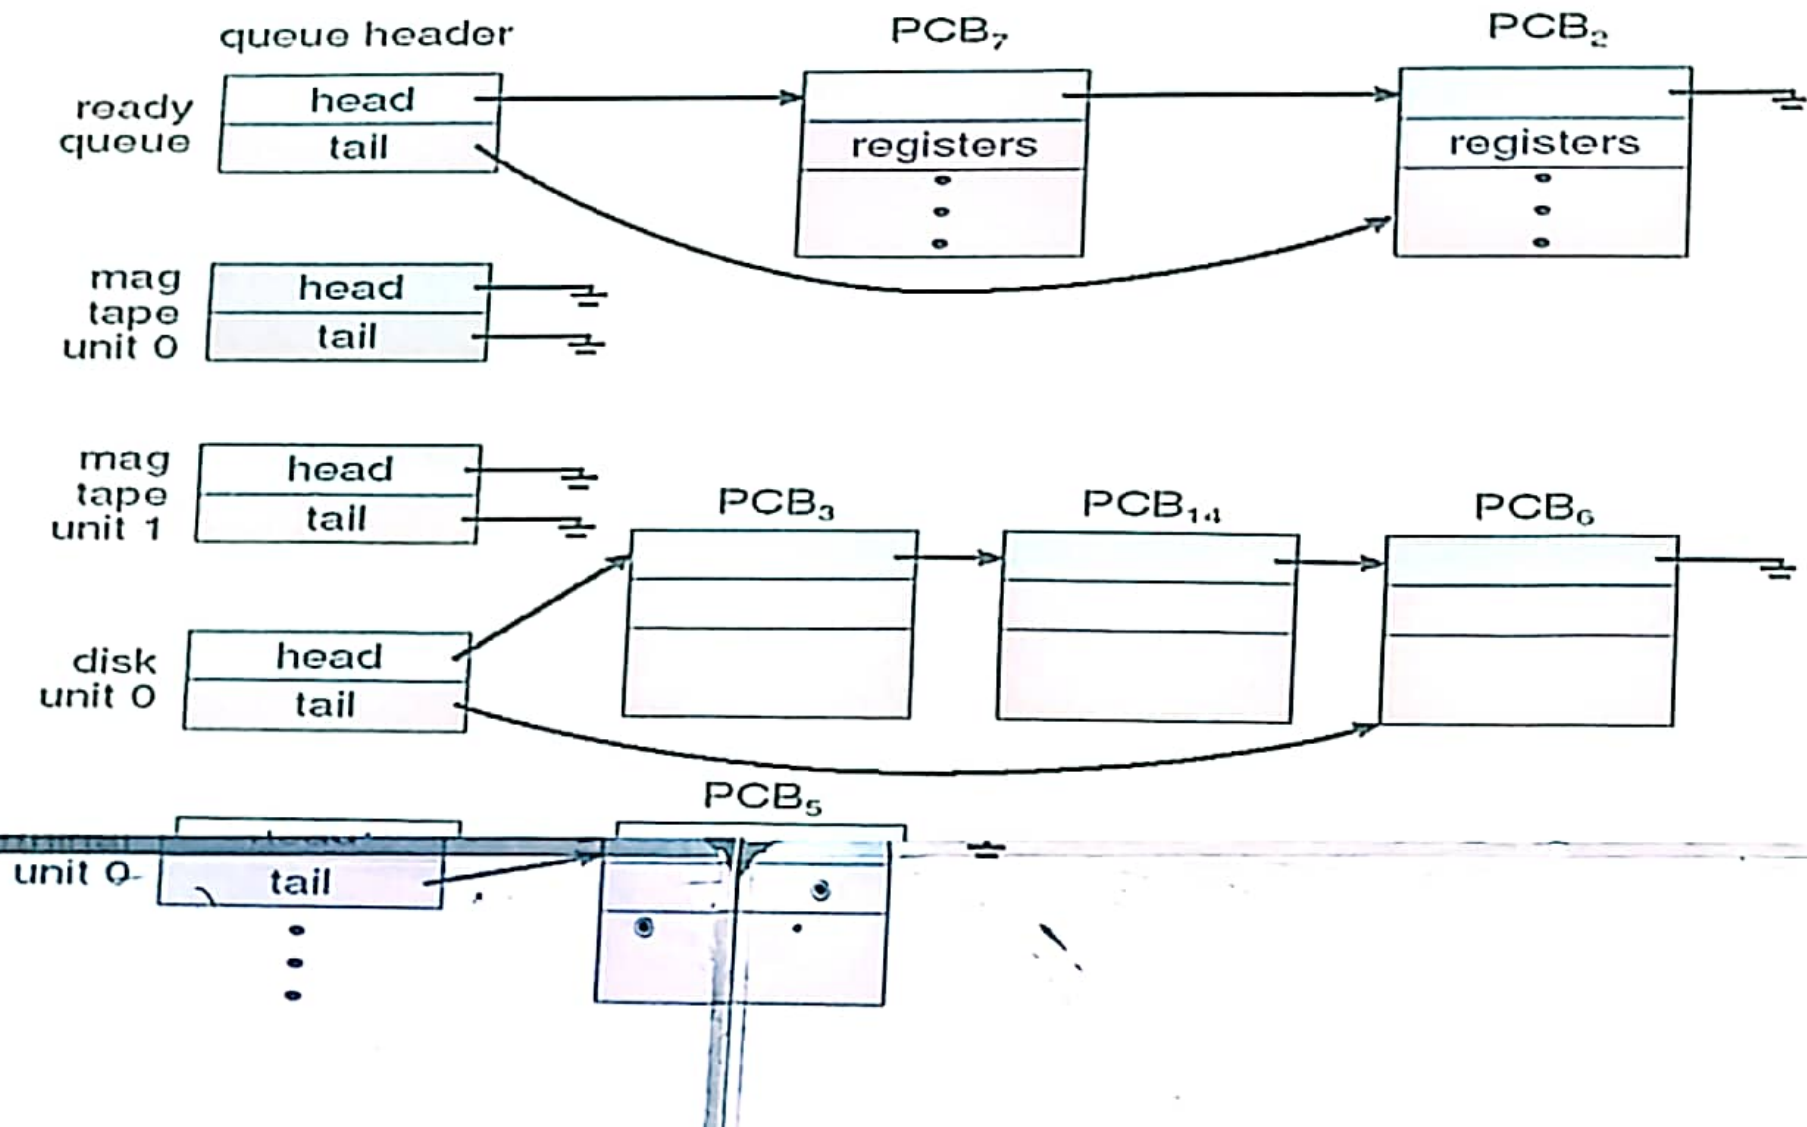 queue header
PCB₇
PCB₂
ready
queue
head
tail
registers
registers
mag
tape
unit 0
head
tail
mag
tape
unit 1
head
tail
PCB₃
PCB₁₄
PCB₆
disk
unit 0
head
tail
PCB₅
unit 0
tail